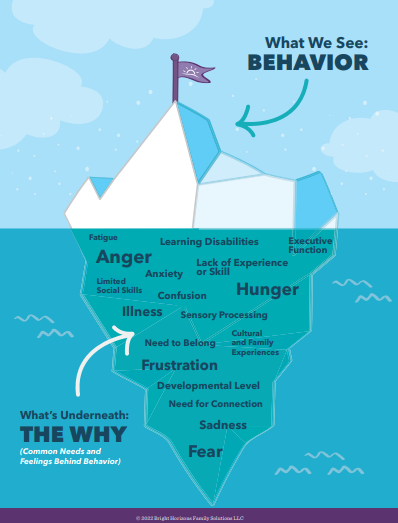 What We See:
BEHAVIOR
Fatigue
Learning Disabilities
Executive
Function
Anger
Lack of Experience
or Skill
Anxiety
Limited
Social Skills
Hunger
Confusion
Illness
Sensory Processing
Cultural
and Family
Experiences
Need to Belong
Frustration
Developmental Level
Need for Connection
Sadness
Fear
What's Underneath:
THE WHY
(Common Needs and
Feelings Behind Behavior)
© 2022 Bright Horizons Family Solutions LLC